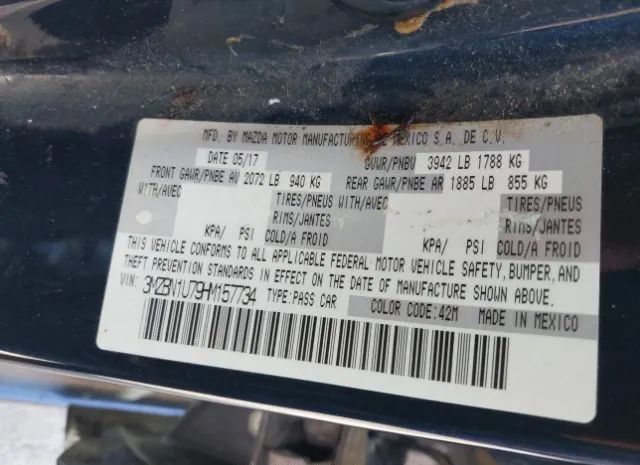 MFD. BY MAZDA MOTOR MANUFACTURING MEXICO S.A. DE C.V.
DATE 05/17 GVWR/PNBV 3942 LB 1788 KG
FRONT GAWR/PNBE AV 2072 LB 940 KG REAR GAWR/PNBE AR 1885 LB 855 KG
WITH/AVEC TIRES/PNEUS WITH/AVEC TIRES/PNEUS
RIMS/JANTES RIMS/JANTES
KPA/ PSI COLD/A FROID KPA/ PSI COLD/A FROID
THIS VEHICLE CONFORMS TO ALL APPLICABLE FEDERAL MOTOR VEHICLE SAFETY, BUMPER, AND
THEFT PREVENTION STANDARDS IN EFFECT ON THE DATE OF MANUFACTURE SHOWN ABOVE.
VIN: 3MZBN1U79HM157734 TYPE:PASS CAR COLOR CODE:42M MADE IN MEXICO